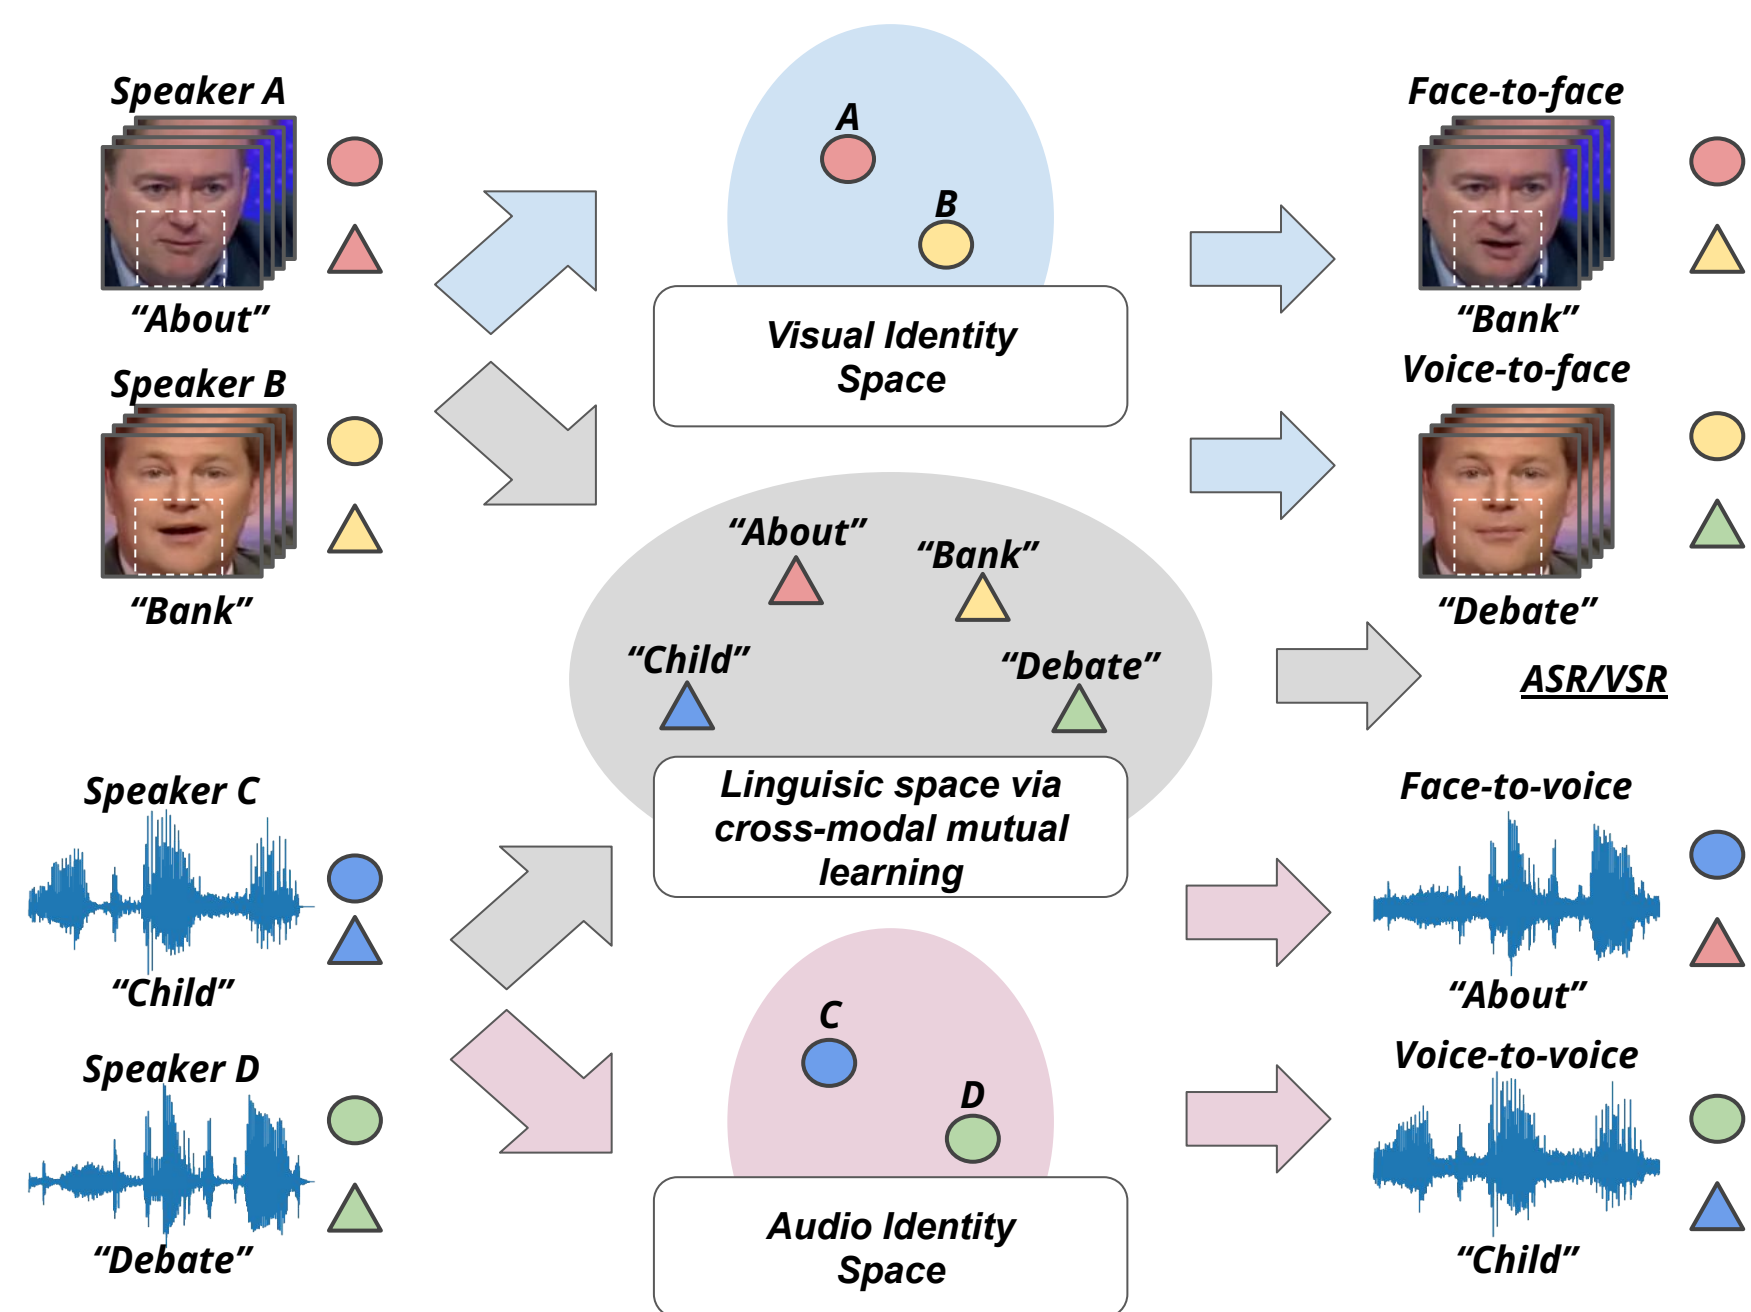 Speaker A
“About”
Speaker B
“Bank”
Speaker C
“Child”
Speaker D
“Debate”
A
B
Visual Identity
Space
“About”
“Bank”
“Child”
“Debate”
Linguisic space via
cross-modal mutual
learning
C
D
Audio Identity
Space
Face-to-face
“Bank”
Voice-to-face
“Debate”
ASR/VSR
Face-to-voice
“About”
Voice-to-voice
“Child”